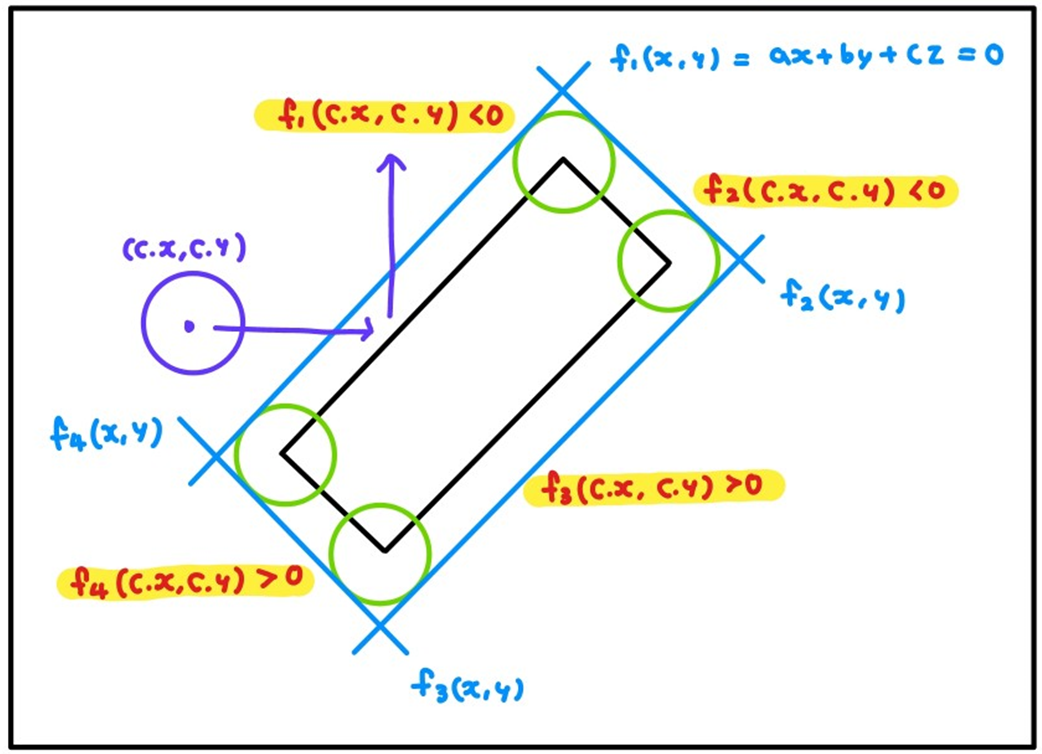 f₁(x,y) = ax+by+cz=0
f₁(C.x, C.y)<0
f₂(C.x, C.y)<0
(C.x,C.y)
f₂(x,y)
f₄(x,y)
f₃(C.x, C.y)>0
f₄(C.x,C.y)>0
f₃(x,y)